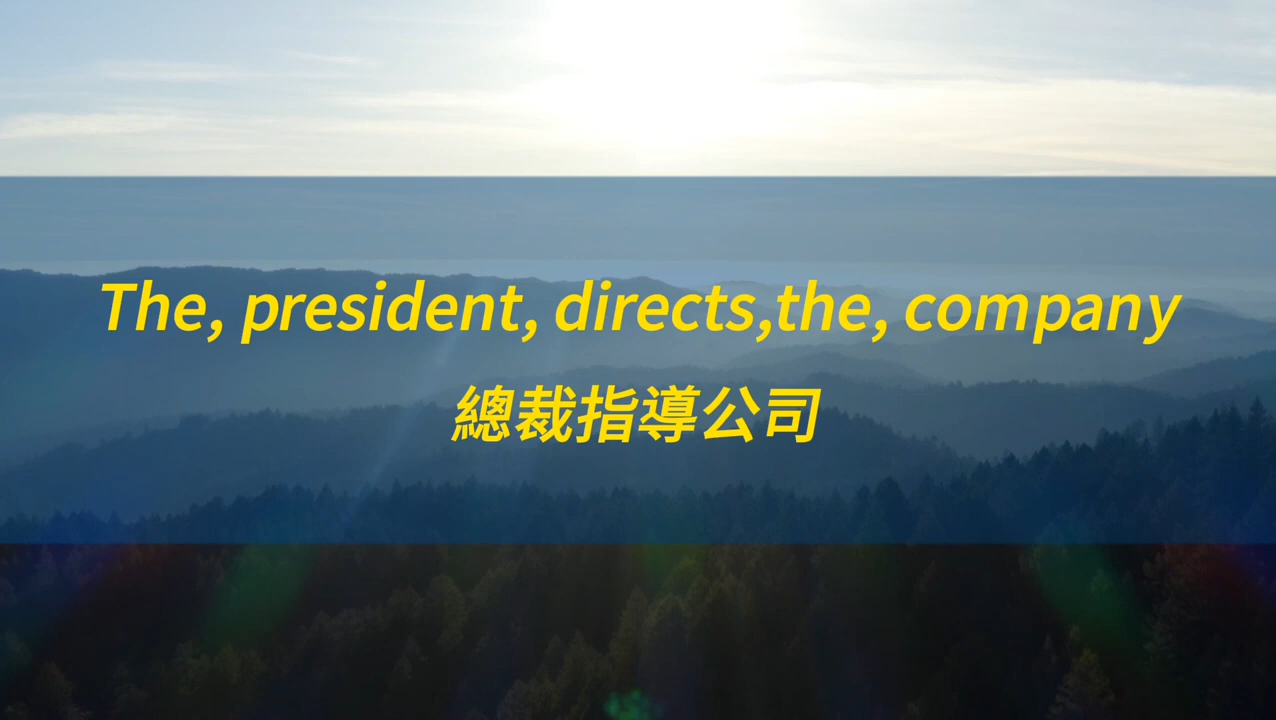 The, president, directs,the, company
總裁指導公司